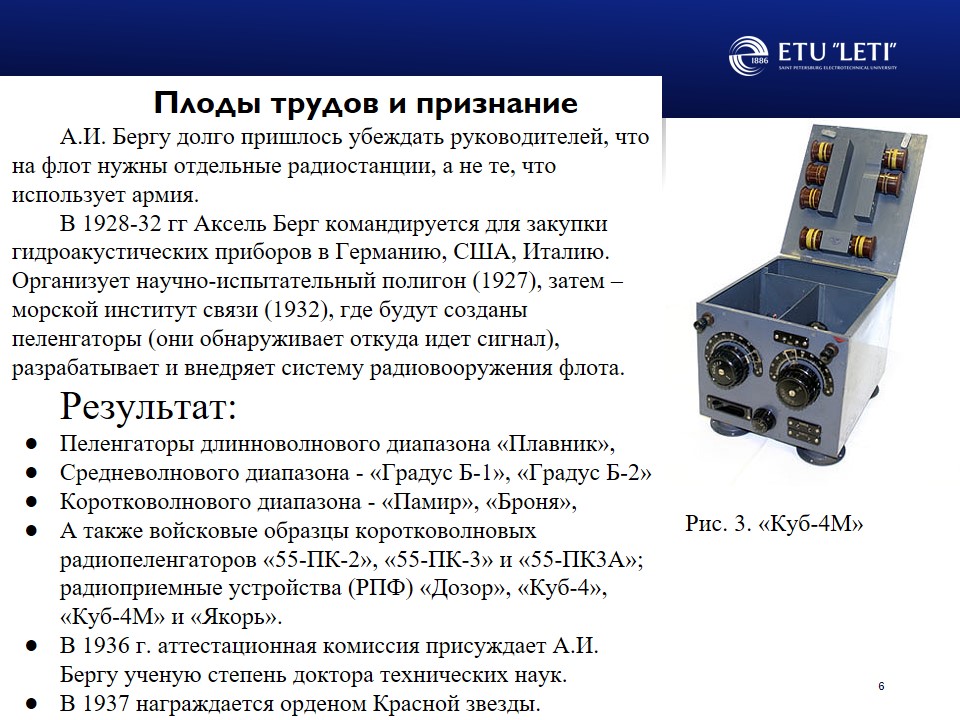 ETU "LETI"
1886
SAINT PETERSBURG ELECTROTECHNICAL UNIVERSITY
Плоды трудов и признание
А.И. Бергу долго пришлось убеждать руководителей, что
на флот нужны отдельные радиостанции, а не те, что
использует армия.
В 1928-32 гг Аксель Берг командируется для закупки
гидроакустических приборов в Германию, США, Италию.
Организует научно-испытательный полигон (1927), затем –
морской институт связи (1932), где будут созданы
пеленгаторы (они обнаруживает откуда идет сигнал),
разрабатывает и внедряет систему радиовооружения флота.
Результат:
● Пеленгаторы длинноволнового диапазона «Плавник»,
● Средневолнового диапазона - «Градус Б-1», «Градус Б-2»
● Коротковолнового диапазона - «Памир», «Броня»,
● А также войсковые образцы коротковолновых
радиопеленгаторов «55-ПК-2», «55-ПК-3» и «55-ПК3А»;
радиоприемные устройства (РПФ) «Дозор», «Куб-4»,
«Куб-4М» и «Якорь».
● В 1936 г. аттестационная комиссия присуждает А.И.
Бергу ученую степень доктора технических наук.
● В 1937 награждается орденом Красной звезды.
Рис. 3. «Куб-4М»
6